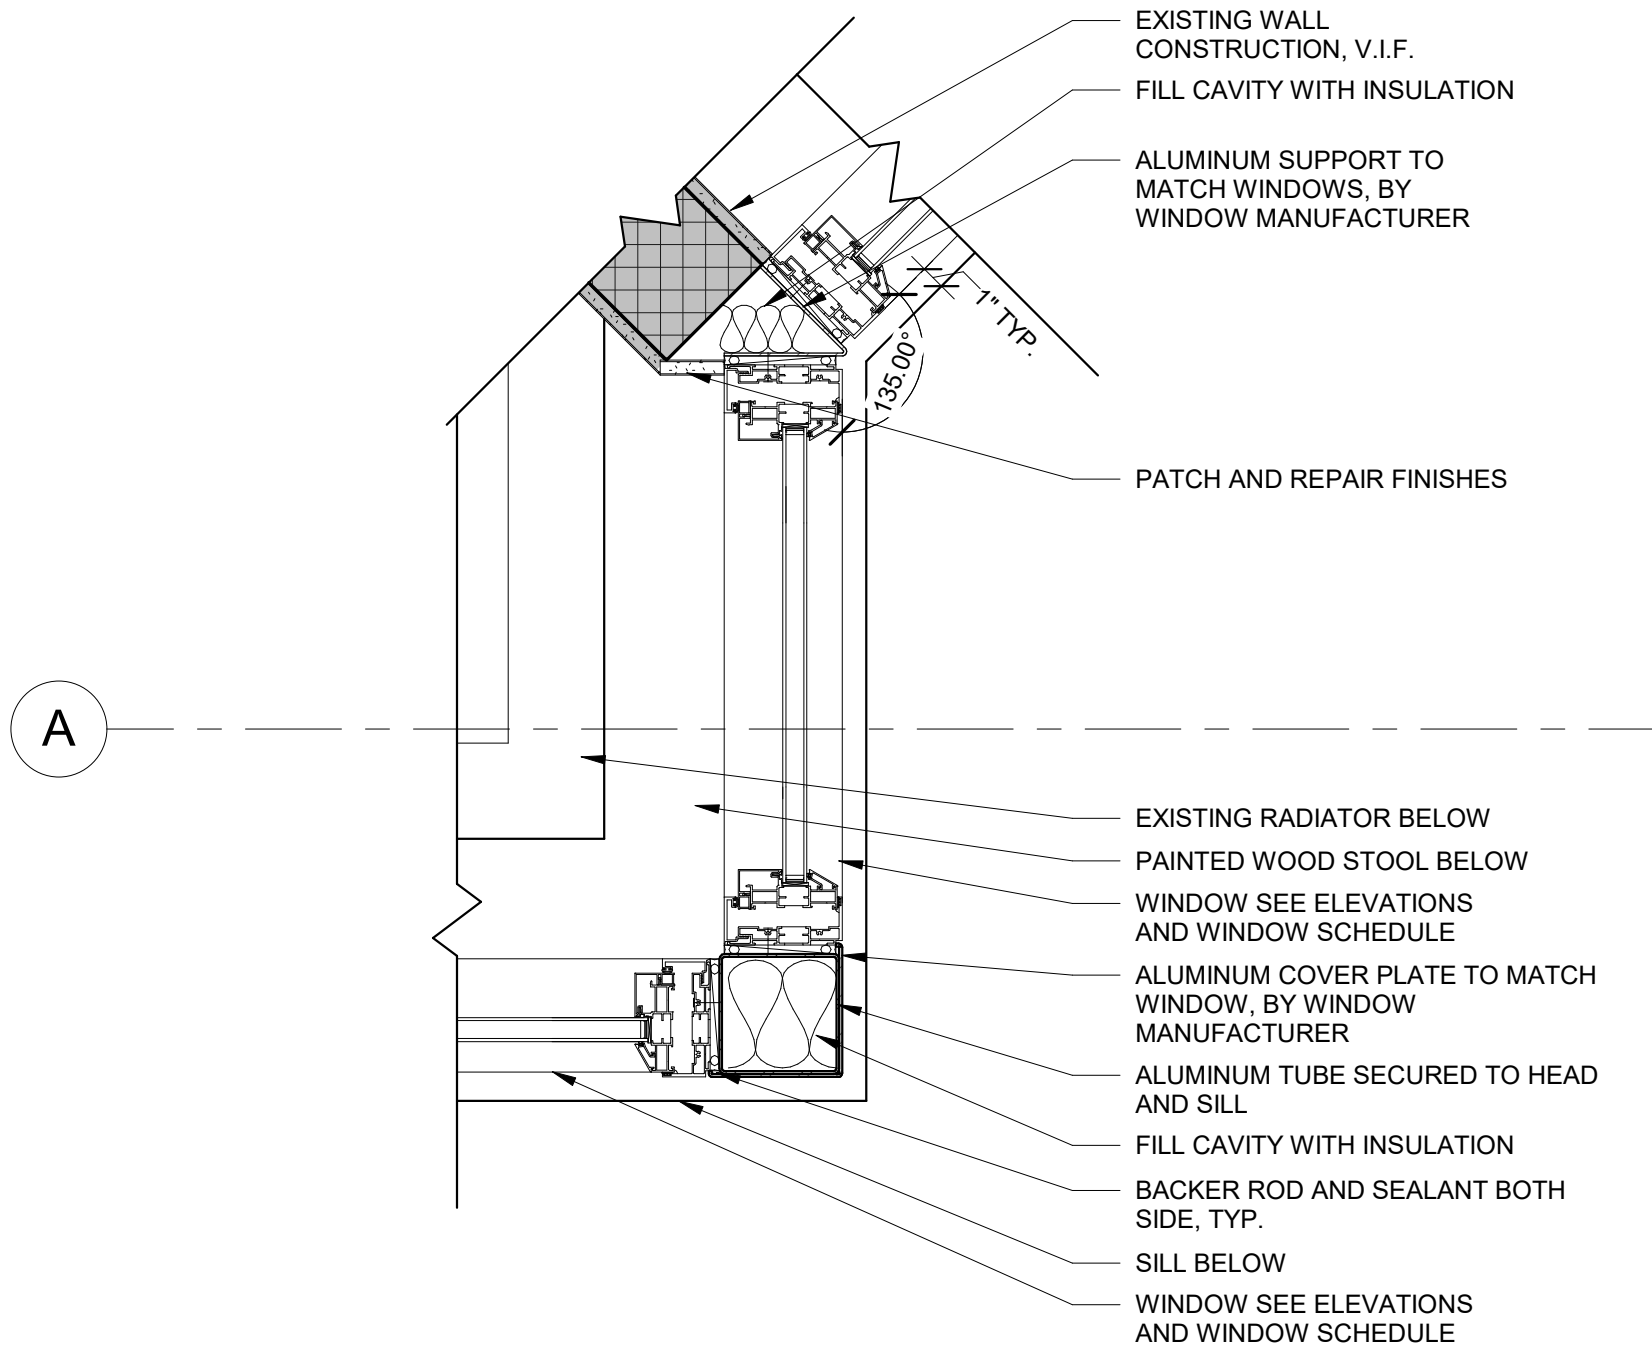 EXISTING WALL
CONSTRUCTION, V.I.F.
FILL CAVITY WITH INSULATION
ALUMINUM SUPPORT TO
MATCH WINDOWS, BY
WINDOW MANUFACTURER
1" TYP.
135.00°
PATCH AND REPAIR FINISHES
A
EXISTING RADIATOR BELOW
PAINTED WOOD STOOL BELOW
WINDOW SEE ELEVATIONS
AND WINDOW SCHEDULE
ALUMINUM COVER PLATE TO MATCH
WINDOW, BY WINDOW
MANUFACTURER
ALUMINUM TUBE SECURED TO HEAD
AND SILL
FILL CAVITY WITH INSULATION
BACKER ROD AND SEALANT BOTH
SIDE, TYP.
SILL BELOW
WINDOW SEE ELEVATIONS
AND WINDOW SCHEDULE